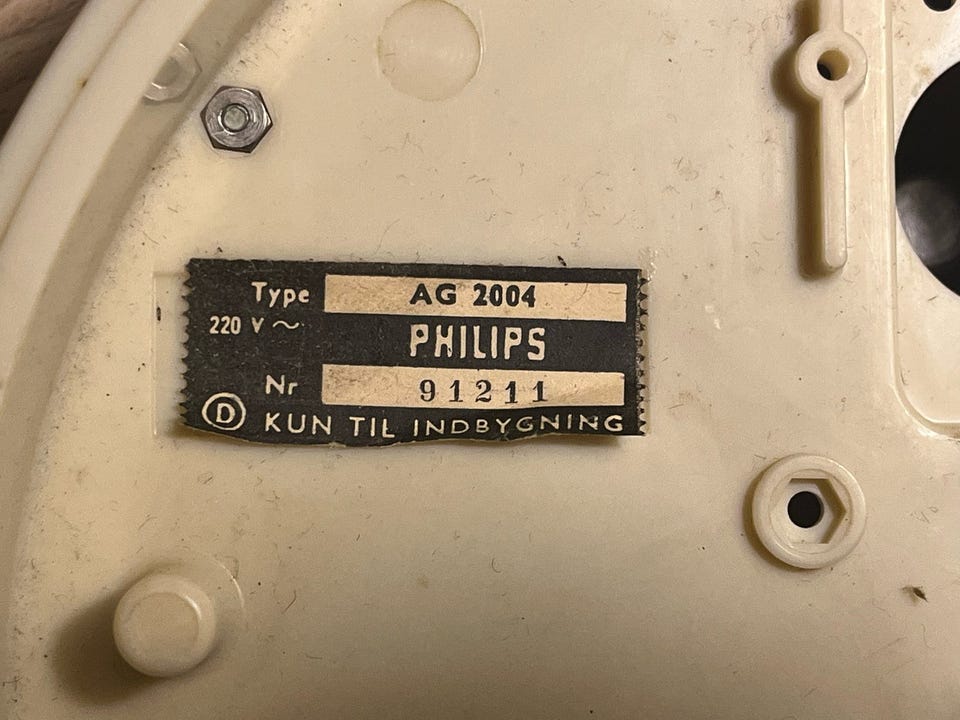 Type AG 2004
220 V ~
PHILIPS
Nr 91211
D KUN TIL INDBYGNING